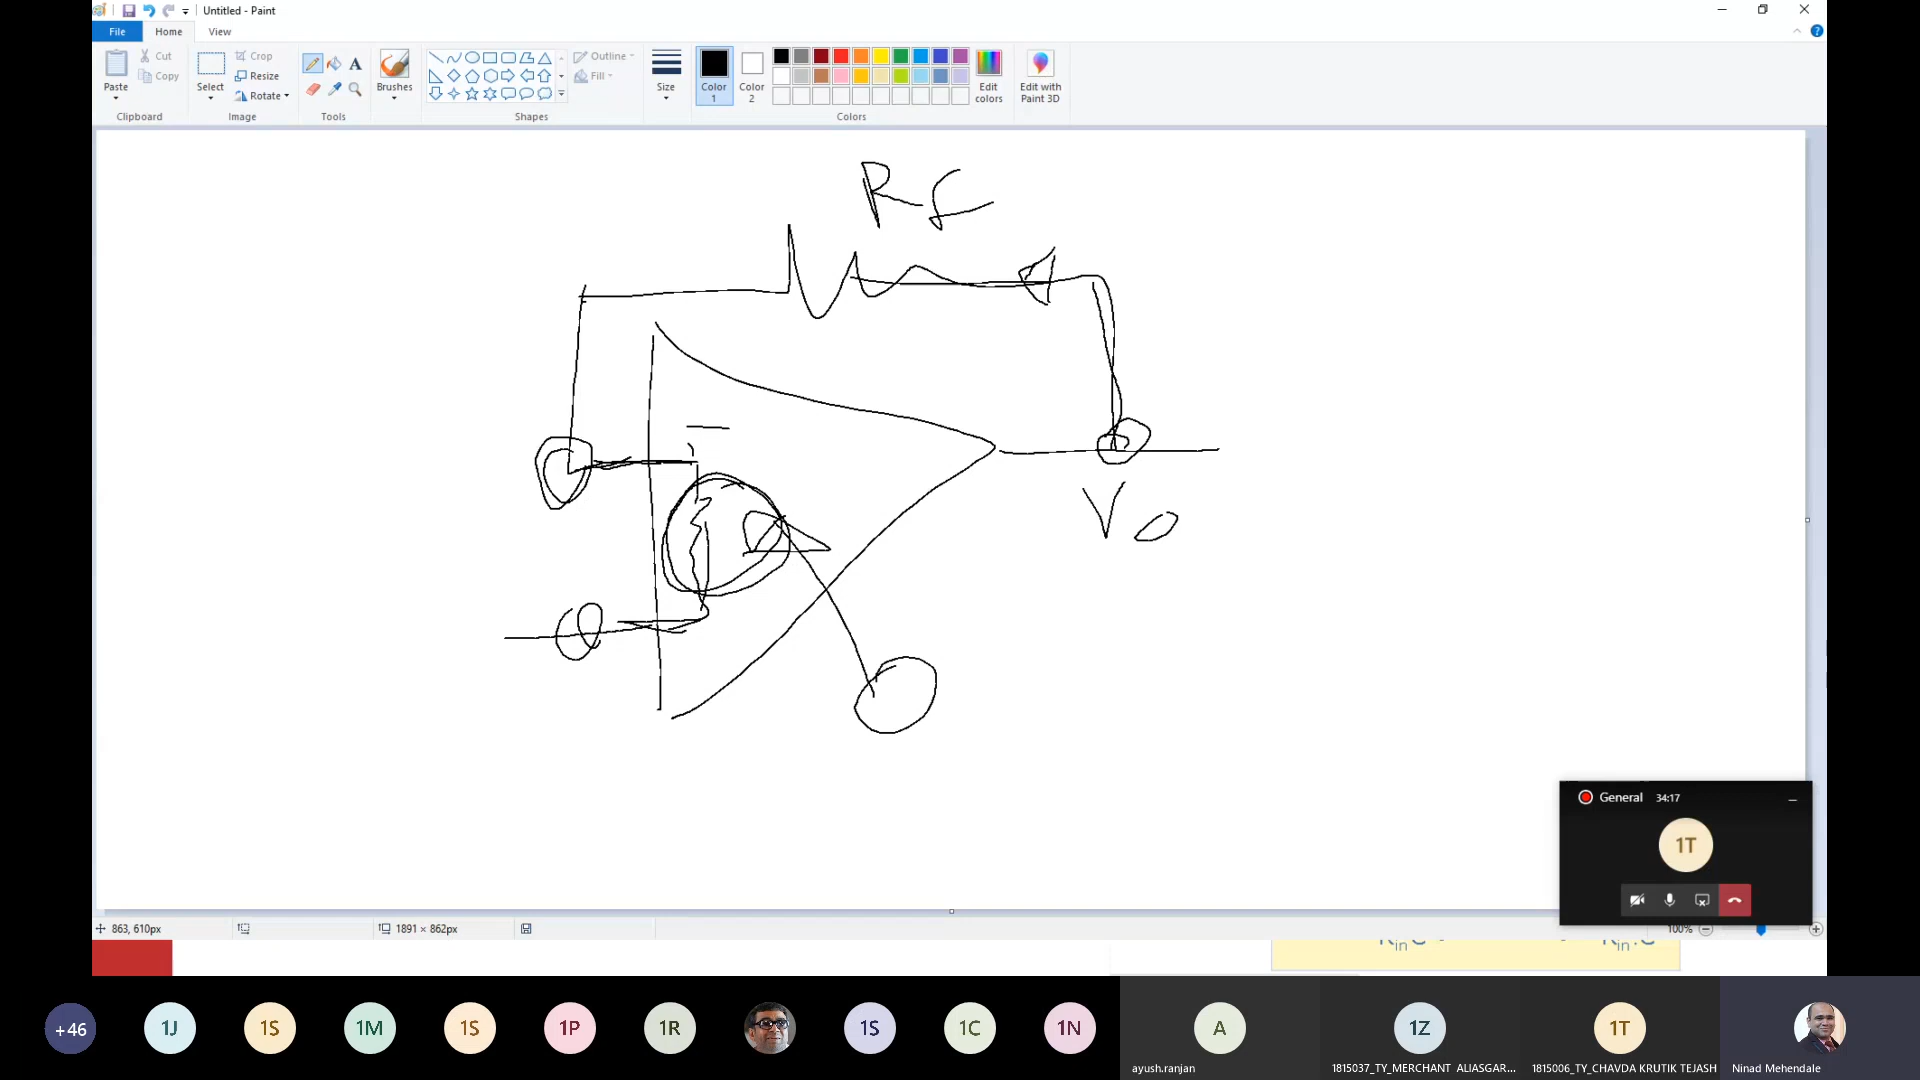 Untitled - Paint
File Home View
Paste Cut Copy
Clipboard
Select Crop Resize Rotate
Image
Tools
Brushes
Shapes
Outline Fill
Size
Color 1 Color 2
Edit colors
Colors
Edit with Paint 3D
Vo
General 34:17
1T
863, 610px 1891 × 862px 100%
+46 1J 1S 1M 1S 1P 1R 1S 1C 1N A 1Z 1T
ayush.ranjan 1815037_TY_MERCHANT ALIASGAR... 1815006_TY_CHAVDA KRUTIK TEJASH Ninad Mehendale